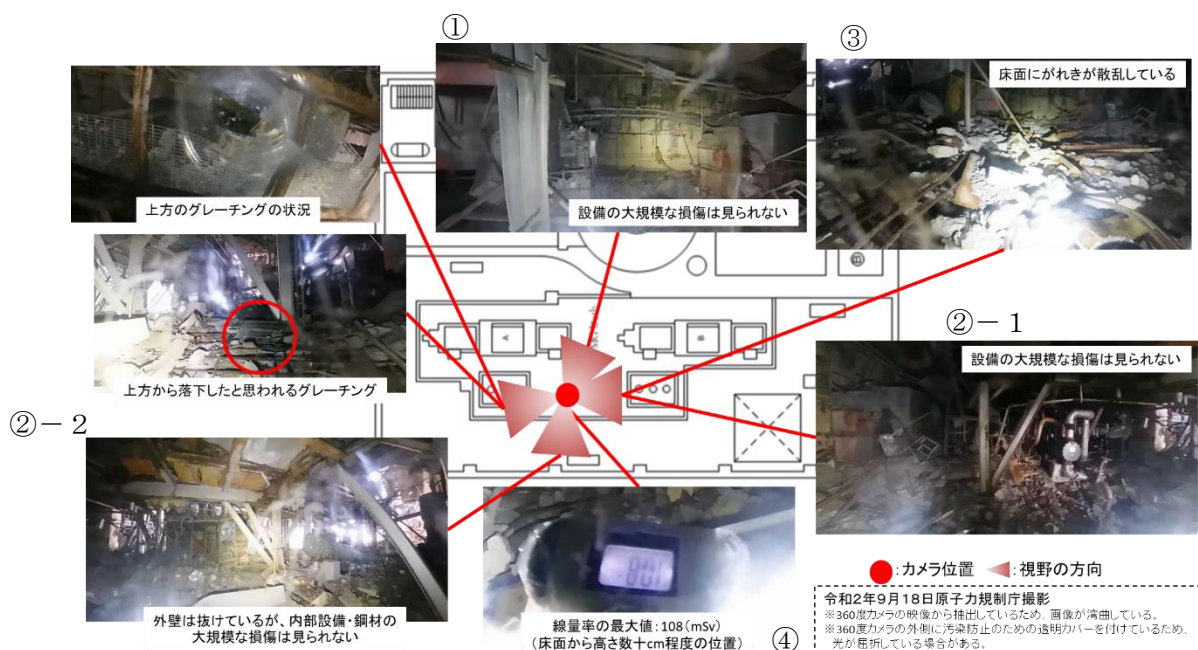 ①
③
床面にがれきが散乱している
上方のグレーチングの状況
設備の大規模な損傷は見られない
②－１
設備の大規模な損傷は見られない
上方から落下したと思われるグレーチング
②－２
A
B
外壁は抜けているが、内部設備・鋼材の
大規模な損傷は見られない
線量率の最大値：108(mSv)
(床面から高さ数十cm程度の位置)
④
：カメラ位置
：視野の方向
令和2年9月18日原子力規制庁撮影
※360度カメラの映像から抽出しているため、画像が湾曲している。
※360度カメラの外側に汚染防止のための透明カバーを付けているため、
光が屈折している場合がある。